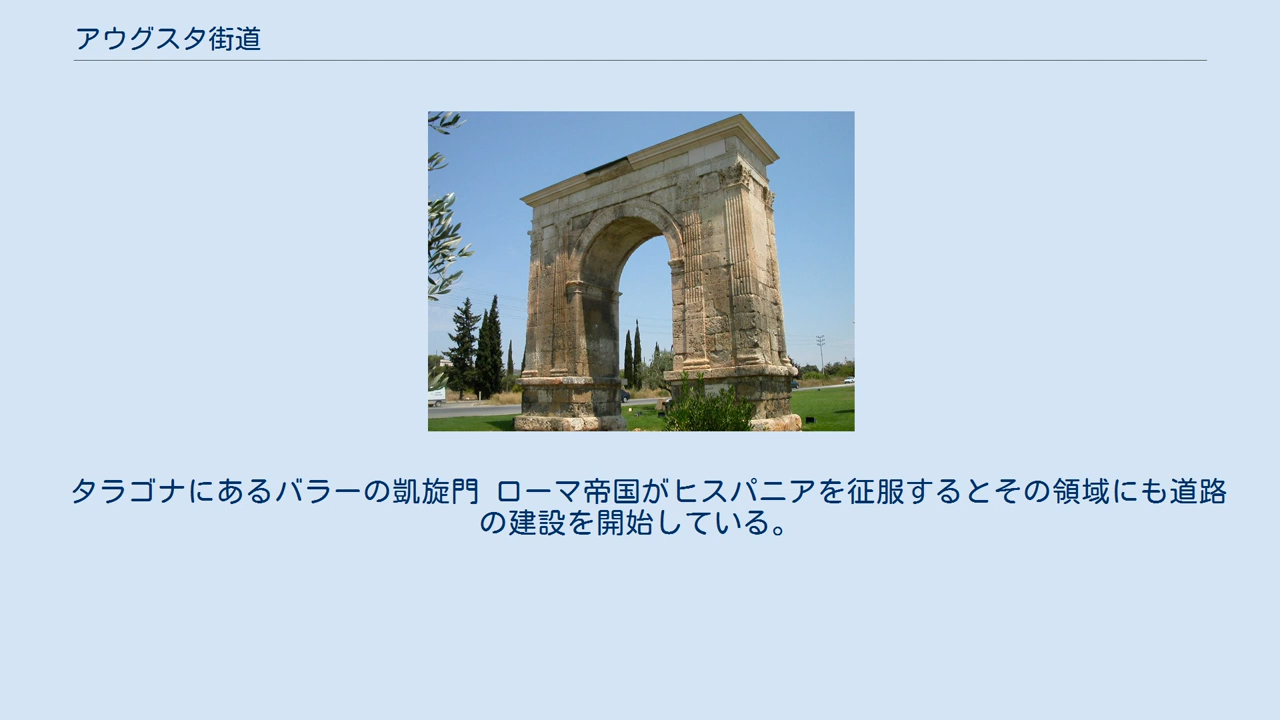 アウグスタ街道
タラゴナにあるバラーの凱旋門 ローマ帝国がヒスパニアを征服するとその領域にも道路
の建設を開始している。